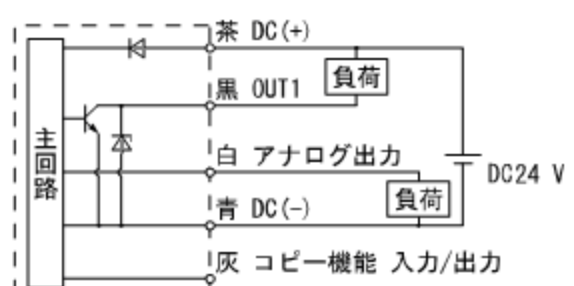 茶 DC(+)
負荷
黒 OUT1
主回路
白 アナログ出力
DC24 V
負荷
青 DC(-)
灰 コピー機能 入力/出力